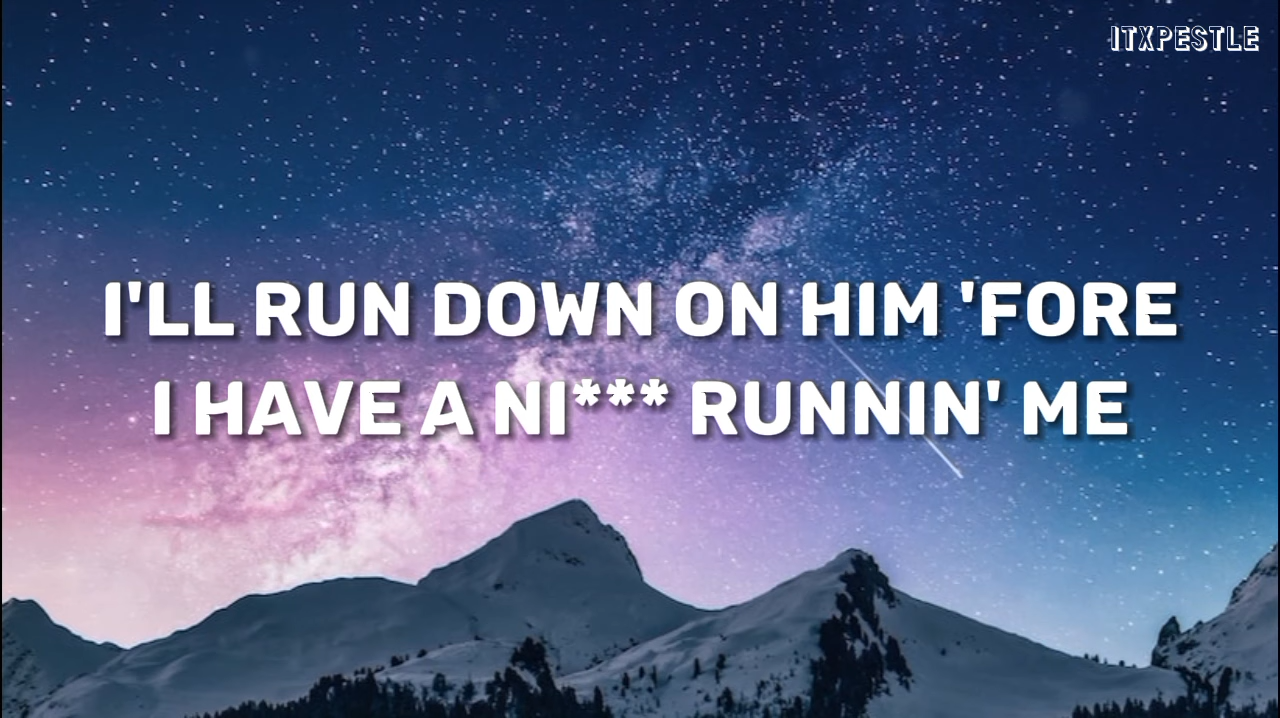 ITXPESTLE
I'LL RUN DOWN ON HIM 'FORE
I HAVE A NI*** RUNNIN' ME